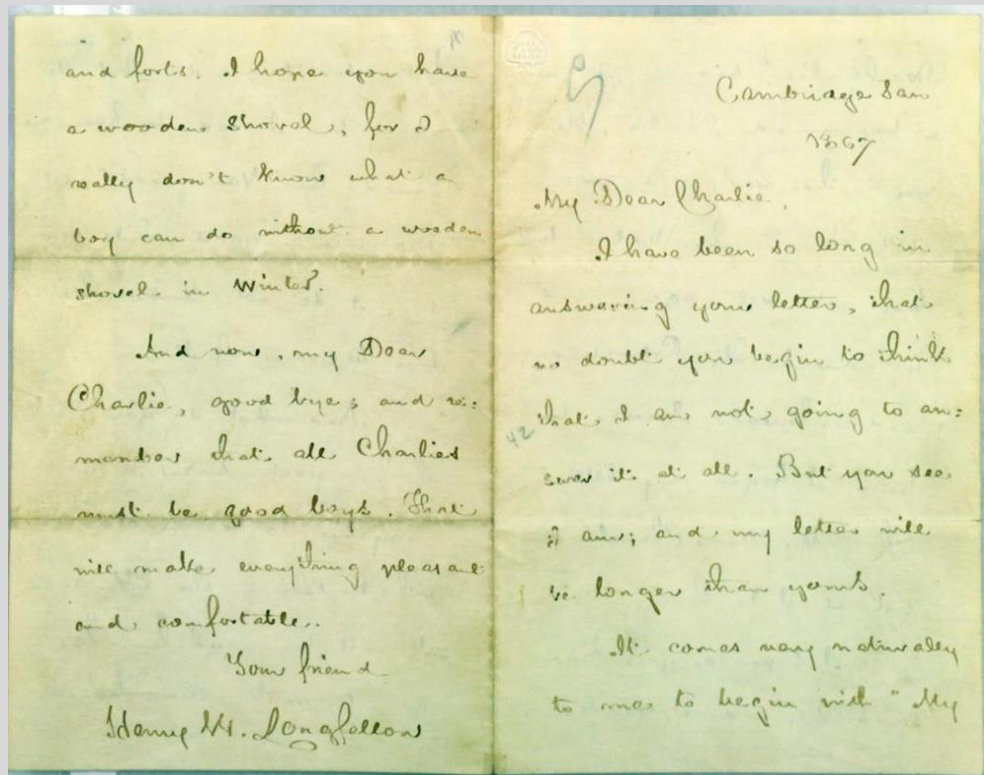 Cambridge Jan
1867
My Dear Charlie,
I have been so long in
answering your letter, that
no doubt you begin to think
that I am not going to an=
swer it at all. But you see
I am; and my letter will
be longer than yours.
It comes very naturally
to me to begin with "My
and forts. I hope you have
a wooden shovel, for I
really don't know what a
boy can do without a wooden
shovel in winter.
And now, my Dear
Charlie, good bye; and re=
member that all Charlies
must be good boys. That
will make everything pleasant
and comfortable.
Your friend
Henry W. Longfellow
42